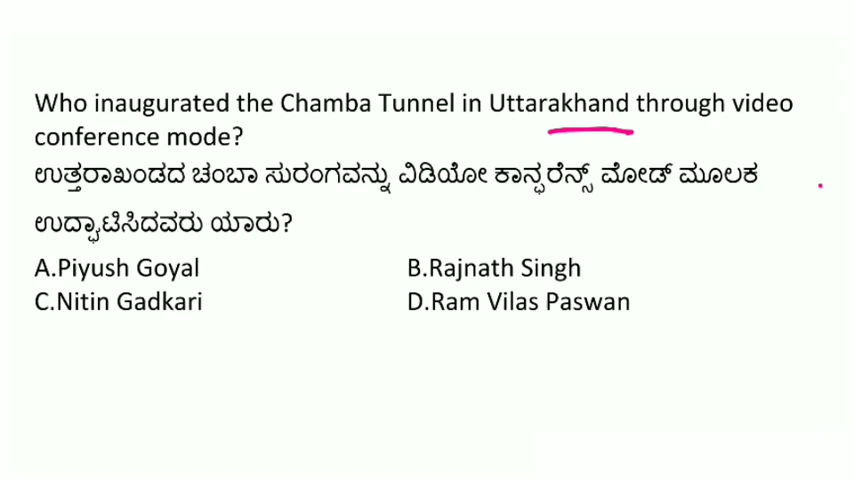 Who inaugurated the Chamba Tunnel in Uttarakhand through video
conference mode?
ಉತ್ತರಾಖಂಡದ ಚಂಬಾ ಸುರಂಗವನ್ನು ವಿಡಿಯೋ ಕಾನ್ಫರೆನ್ಸ್ ಮೋಡ್ ಮೂಲಕ
ಉದ್ಘಾಟಿಸಿದವರು ಯಾರು?
A.Piyush Goyal B.Rajnath Singh
C.Nitin Gadkari D.Ram Vilas Paswan